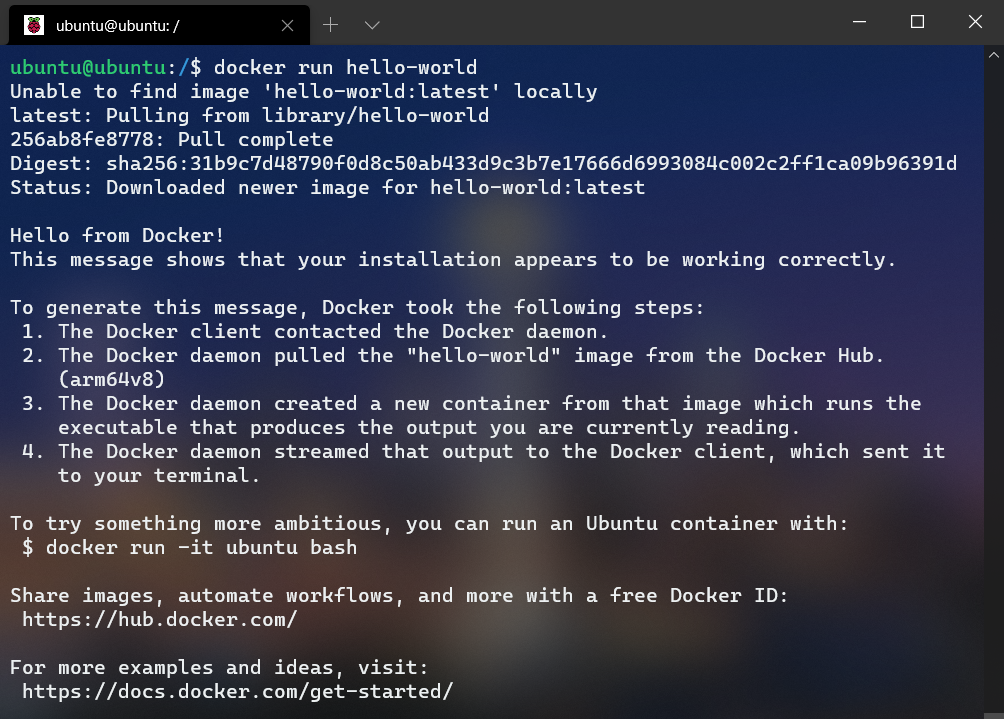 ubuntu@ubuntu: /
ubuntu@ubuntu:/$ docker run hello-world
Unable to find image 'hello-world:latest' locally
latest: Pulling from library/hello-world
256ab8fe8778: Pull complete
Digest: sha256:31b9c7d48790f0d8c50ab433d9c3b7e17666d6993084c002c2ff1ca09b96391d
Status: Downloaded newer image for hello-world:latest
Hello from Docker!
This message shows that your installation appears to be working correctly.
To generate this message, Docker took the following steps:
1. The Docker client contacted the Docker daemon.
2. The Docker daemon pulled the "hello-world" image from the Docker Hub.
(arm64v8)
3. The Docker daemon created a new container from that image which runs the
executable that produces the output you are currently reading.
4. The Docker daemon streamed that output to the Docker client, which sent it
to your terminal.
To try something more ambitious, you can run an Ubuntu container with:
$ docker run -it ubuntu bash
Share images, automate workflows, and more with a free Docker ID:
https://hub.docker.com/
For more examples and ideas, visit:
https://docs.docker.com/get-started/